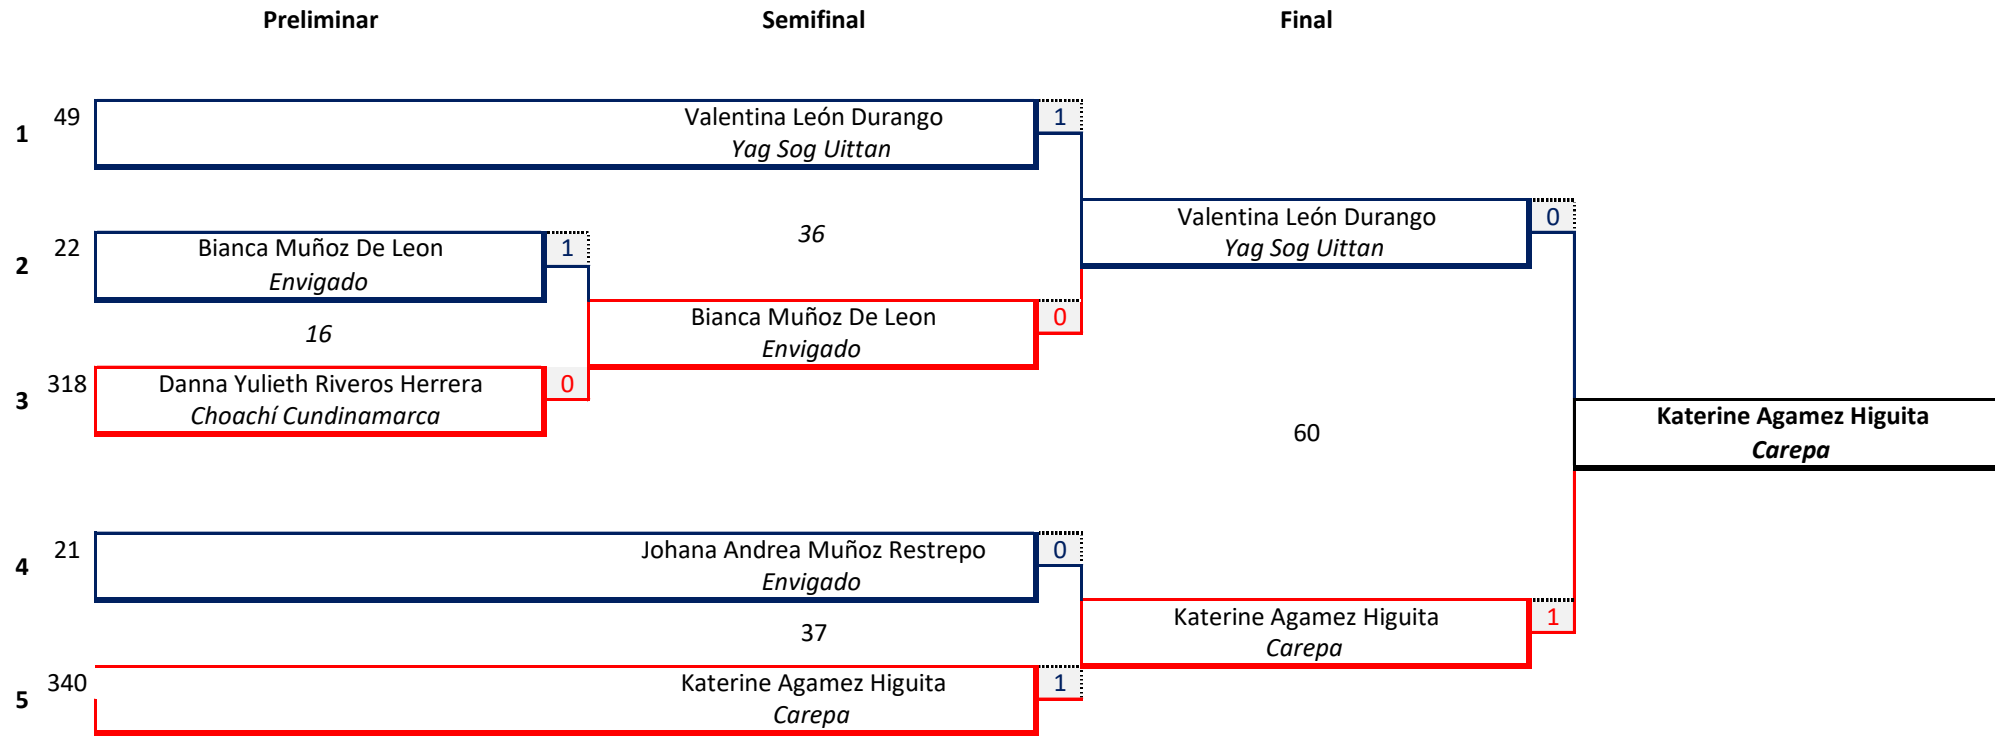 Preliminar Semifinal Final
49
1
Valentina León Durango 1
Yag Sog Uittan
36
22
2
Bianca Muñoz De Leon 1
Envigado
16
318
3
Danna Yulieth Riveros Herrera 0
Choachí Cundinamarca
Bianca Muñoz De Leon 0
Envigado
Valentina León Durango 0
Yag Sog Uittan
60
Katerine Agamez Higuita
Carepa
21
4
Johana Andrea Muñoz Restrepo 0
Envigado
37
340
5
Katerine Agamez Higuita 1
Carepa
Katerine Agamez Higuita 1
Carepa